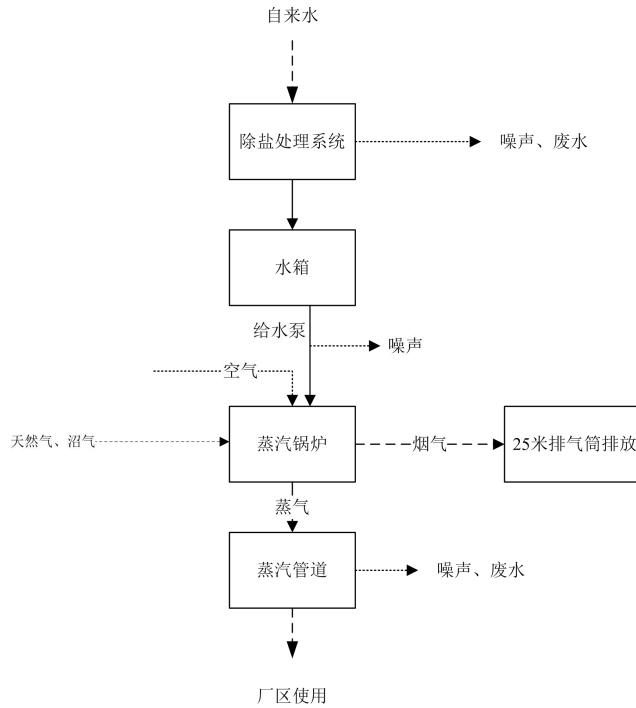 自来水
除盐处理系统
噪声、废水
水箱
给水泵
噪声
空气
天然气、沼气
蒸汽锅炉
烟气
25米排气筒排放
蒸气
蒸汽管道
噪声、废水
厂区使用